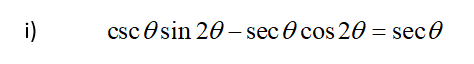 i) csc θ sin 2θ – sec θ cos 2θ = sec θ